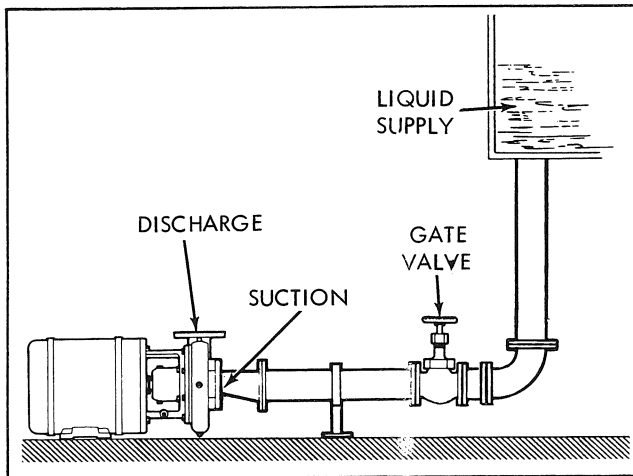 LIQUID
SUPPLY
DISCHARGE
GATE
VALVE
SUCTION